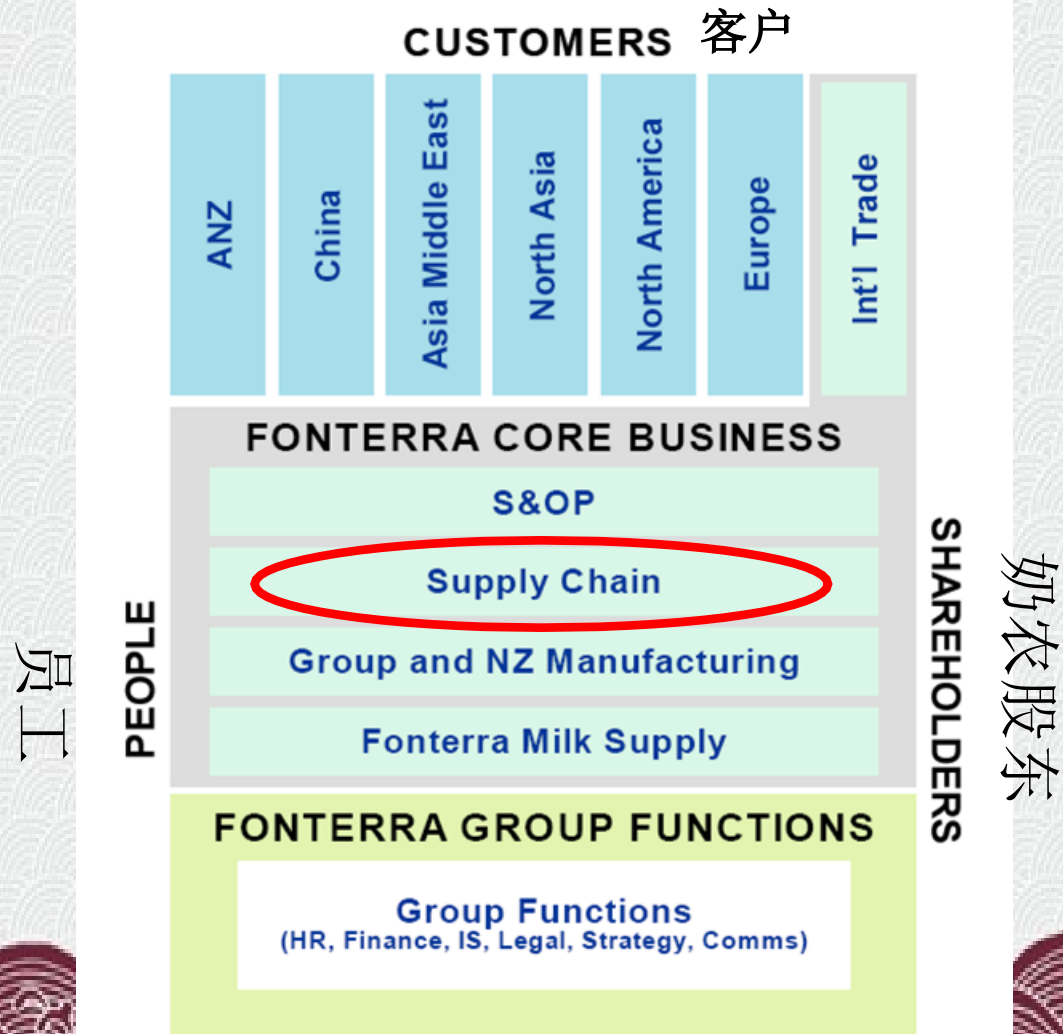 CUSTOMERS 客户
ANZ
China
Asia Middle East
North Asia
North America
Europe
Int'l Trade
FONTERRA CORE BUSINESS
S&OP
Supply Chain
Group and NZ Manufacturing
Fonterra Milk Supply
员工
PEOPLE
SHAREHOLDERS
奶农股东
FONTERRA GROUP FUNCTIONS
Group Functions
(HR, Finance, IS, Legal, Strategy, Comms)